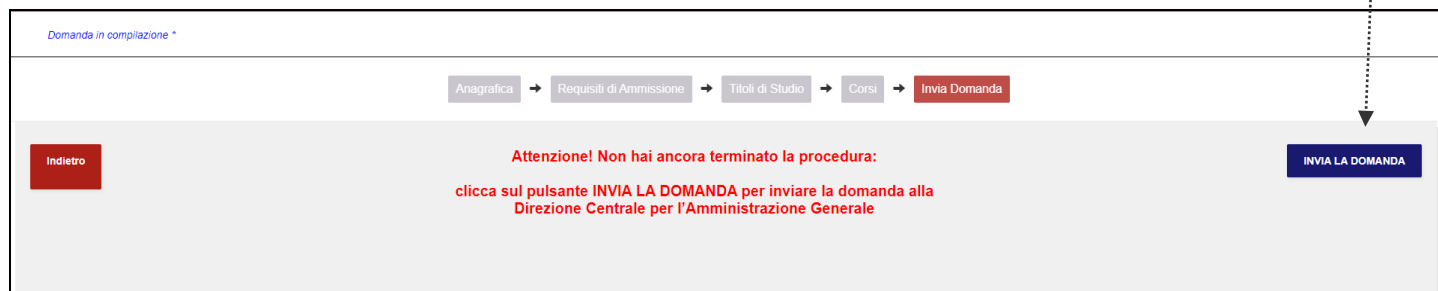 Domanda in compilazione *
Anagrafica → Requisiti di Ammissione → Titoli di Studio → Corsi → Invia Domanda
Indietro
Attenzione! Non hai ancora terminato la procedura:
clicca sul pulsante INVIA LA DOMANDA per inviare la domanda alla
Direzione Centrale per l’Amministrazione Generale
INVIA LA DOMANDA